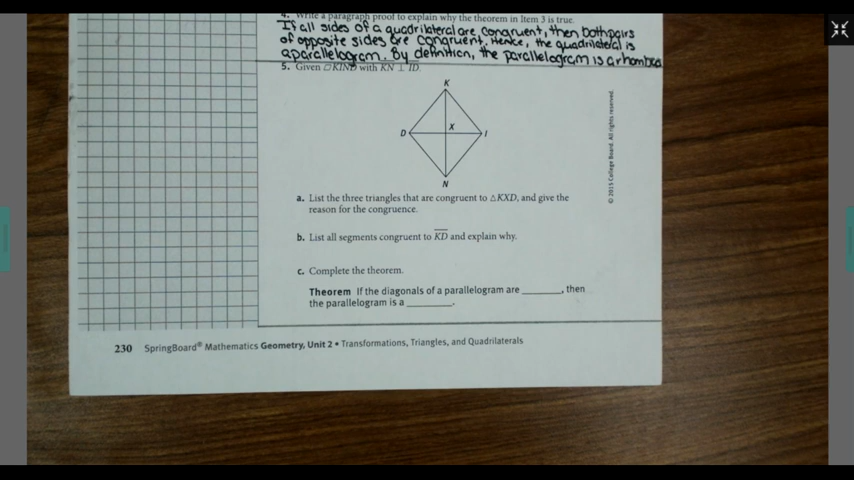 4. Write a paragraph proof to explain why the theorem in Item 3 is true.
If all sides of a quadrilateral are congruent, then both pairs
of opposite sides are congruent. Hence, the quadrilateral is
a parallelogram. By definition, the parallelogram is a rhombus
5. Given ▱KIND with KN ⊥ ID.
K
D
X
I
N
© 2015 College Board. All rights reserved.
a. List the three triangles that are congruent to △KXD, and give the
reason for the congruence.
b. List all segments congruent to KD and explain why.
c. Complete the theorem.
Theorem If the diagonals of a parallelogram are ________, then
the parallelogram is a _________.
230 SpringBoard® Mathematics Geometry, Unit 2 • Transformations, Triangles, and Quadrilaterals